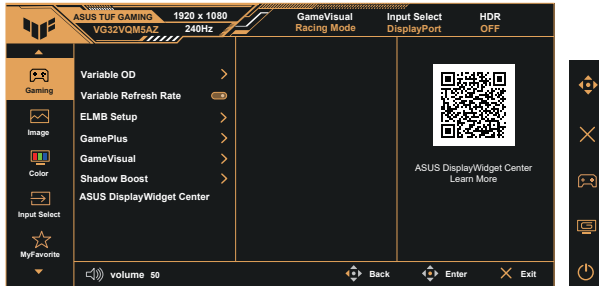 ASUS TUF GAMING 1920 x 1080
VG32VQM5AZ 240Hz
GameVisual
Racing Mode
Input Select
DisplayPort
HDR
OFF
Gaming
Image
Color
Input Select
MyFavorite
Variable OD
Variable Refresh Rate
ELMB Setup
GamePlus
GameVisual
Shadow Boost
ASUS DisplayWidget Center
ASUS DisplayWidget Center
Learn More
volume 50
Back
Enter
Exit